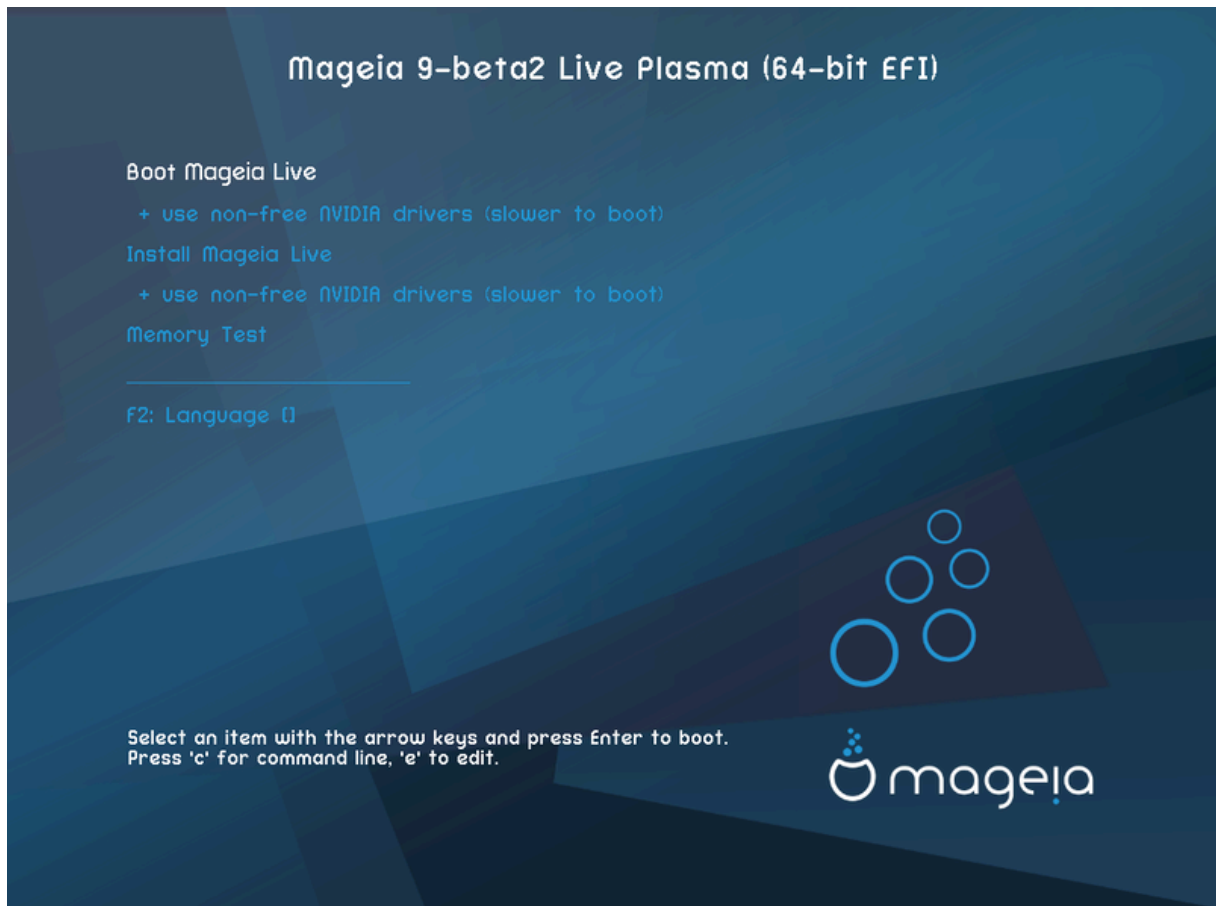 Mageia 9-beta2 Live Plasma (64-bit EFI)
Boot Mageia Live
+ use non-free NVIDIA drivers (slower to boot)
Install Mageia Live
+ use non-free NVIDIA drivers (slower to boot)
Memory Test
F2: Language []
Select an item with the arrow keys and press Enter to boot.
Press 'c' for command line, 'e' to edit.
mageia